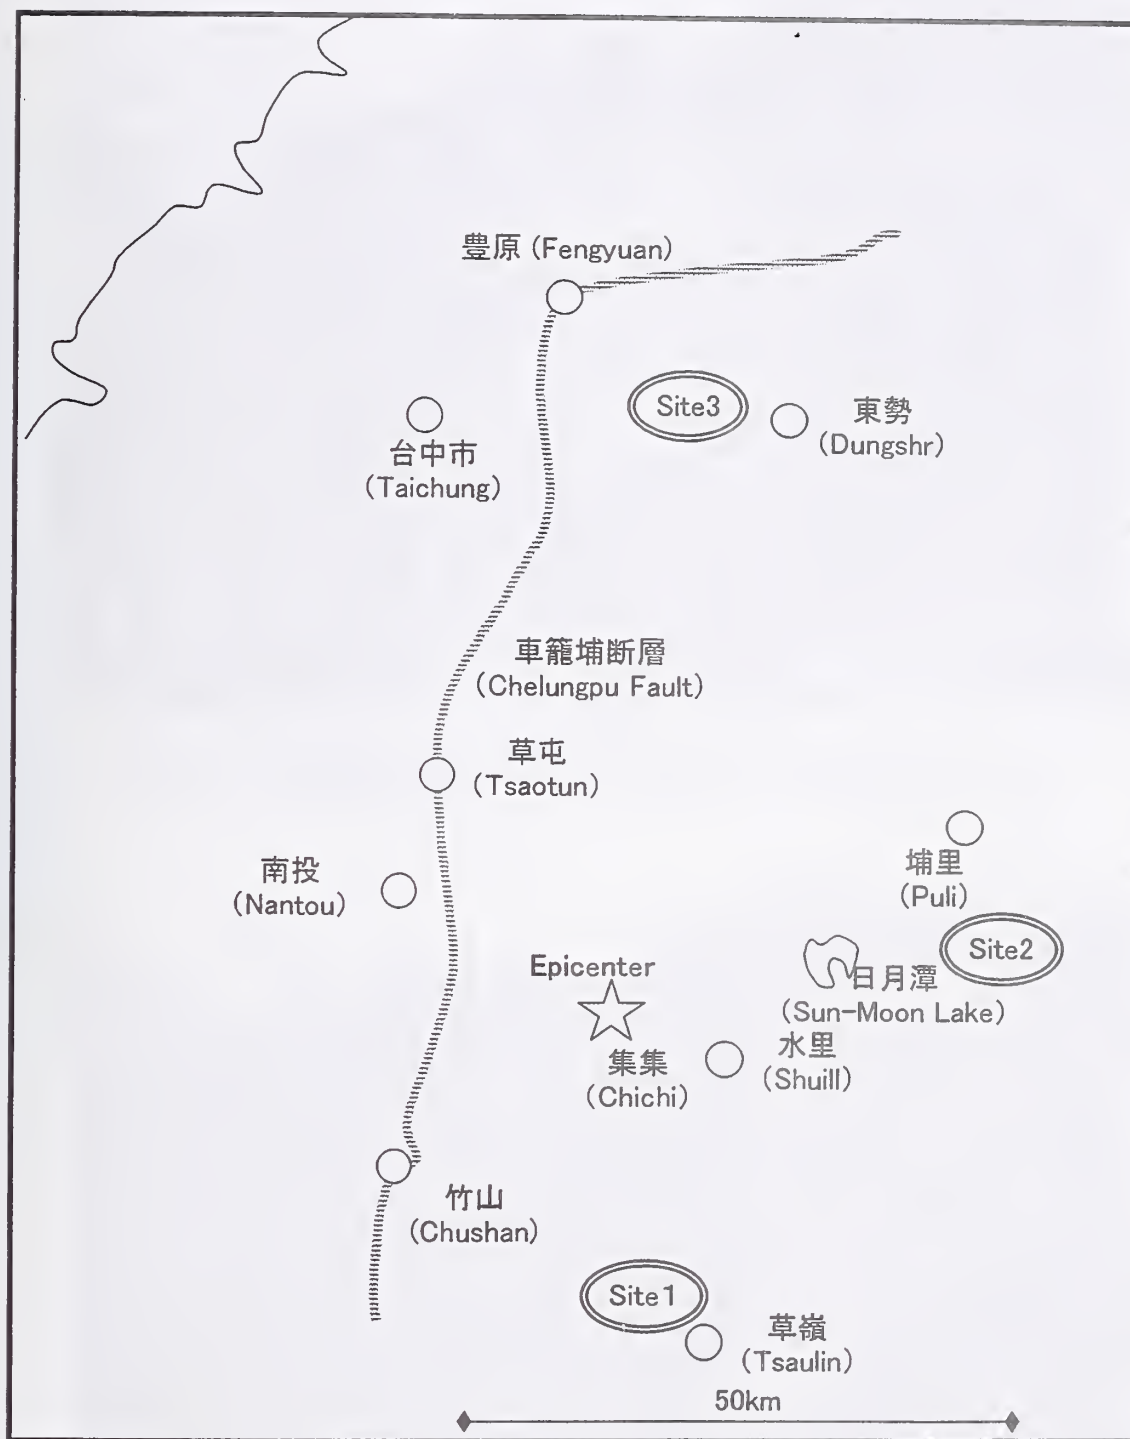 豊原 (Fengyuan)
Site3
東勢
(Dungshr)
台中市
(Taichung)
車籠埔断層
(Chelungpu Fault)
草屯
(Tsaotun)
埔里
(Puli)
南投
(Nantou)
Site2
Epicenter
日月潭
(Sun-Moon Lake)
水里
(Shuill)
集集
(Chichi)
竹山
(Chushan)
Site1
草嶺
(Tsaulin)
50km